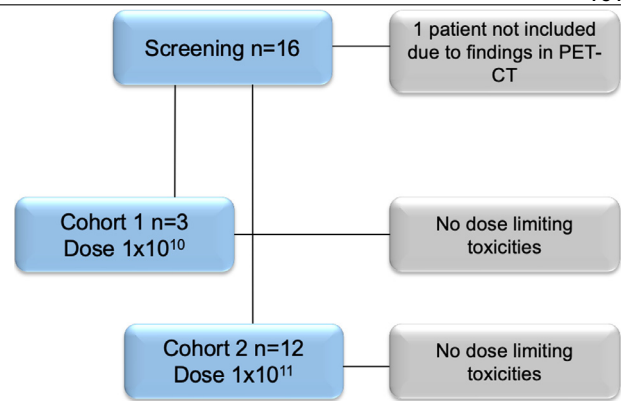 Screening n=16
1 patient not included
due to findings in PET-
CT
Cohort 1 n=3
Dose 1x10¹⁰
No dose limiting
toxicities
Cohort 2 n=12
Dose 1x10¹¹
No dose limiting
toxicities